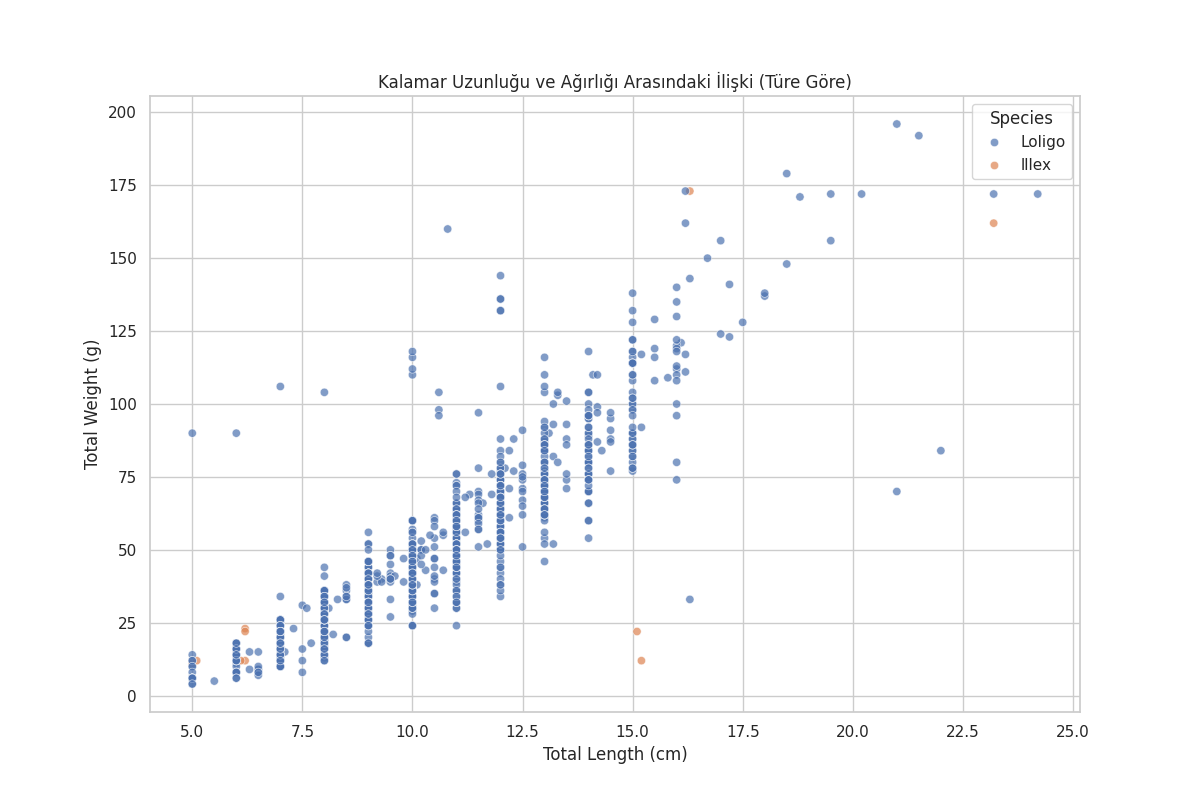 Kalamar Uzunluğu ve Ağırlığı Arasındaki İlişki (Türe Göre)
Species
Loligo
Illex
Total Weight (g)
200
175
150
125
100
75
50
25
0
5.0 7.5 10.0 12.5 15.0 17.5 20.0 22.5 25.0
Total Length (cm)